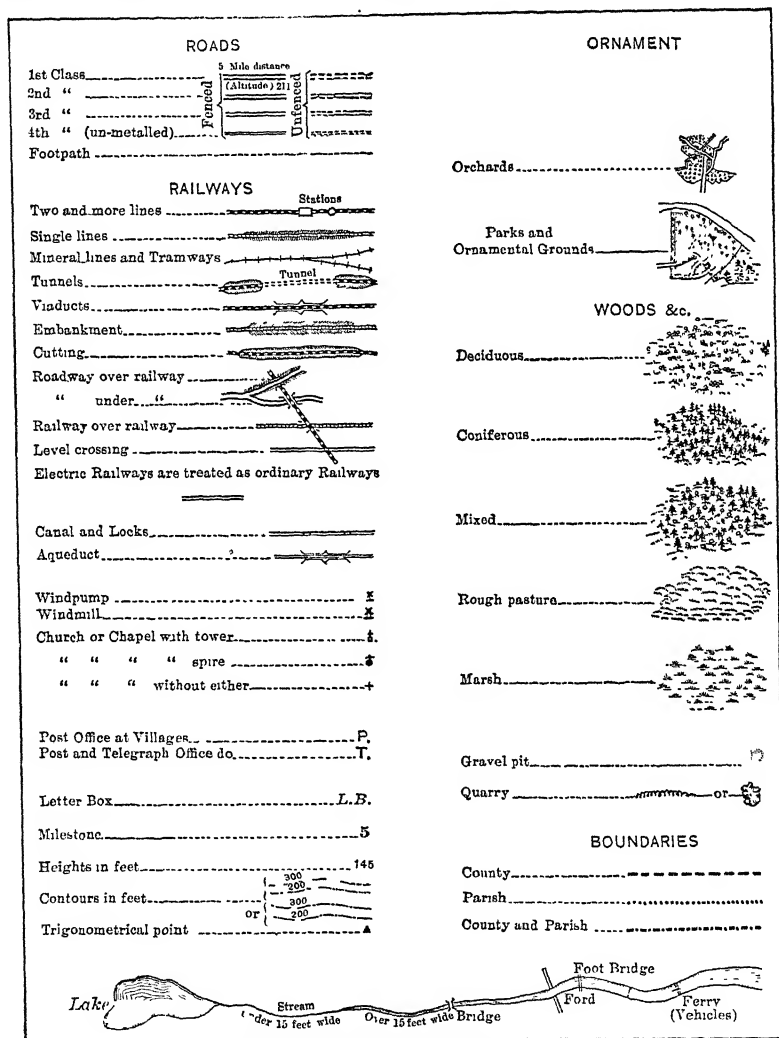 ROADS
5 Mile distance
1st Class
(Altitude) 211
2nd "
3rd "
4th " (un-metalled)
Fenced
Unfenced
Footpath
RAILWAYS
Stations
Two and more lines
Single lines
Mineral lines and Tramways
Tunnels
Tunnel
Viaducts
Embankment
Cutting
Roadway over railway
" under "
Railway over railway
Level crossing
Electric Railways are treated as ordinary Railways
Canal and Locks
Aqueduct
Windpump
Windmill
Church or Chapel with tower
" " " " spire
" " " without either
Post Office at Villages P.
Post and Telegraph Office do T.
Letter Box L.B.
Milestone 5
Heights in feet 145
300
200
Contours in feet
or
300
200
Trigonometrical point
ORNAMENT
Orchards
Parks and
Ornamental Grounds
WOODS &c.
Deciduous
Coniferous
Mixed
Rough pasture
Marsh
Gravel pit
Quarry or
BOUNDARIES
County
Parish
County and Parish
Lake
Stream
Under 15 feet wide
Over 15 feet wide
Bridge
Foot Bridge
Ford
Ferry
(Vehicles)